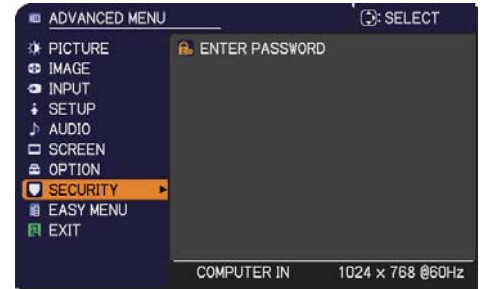 ADVANCED MENU : SELECT
PICTURE
IMAGE
INPUT
SETUP
AUDIO
SCREEN
OPTION
SECURITY
EASY MENU
EXIT
ENTER PASSWORD
COMPUTER IN 1024 x 768 @60Hz